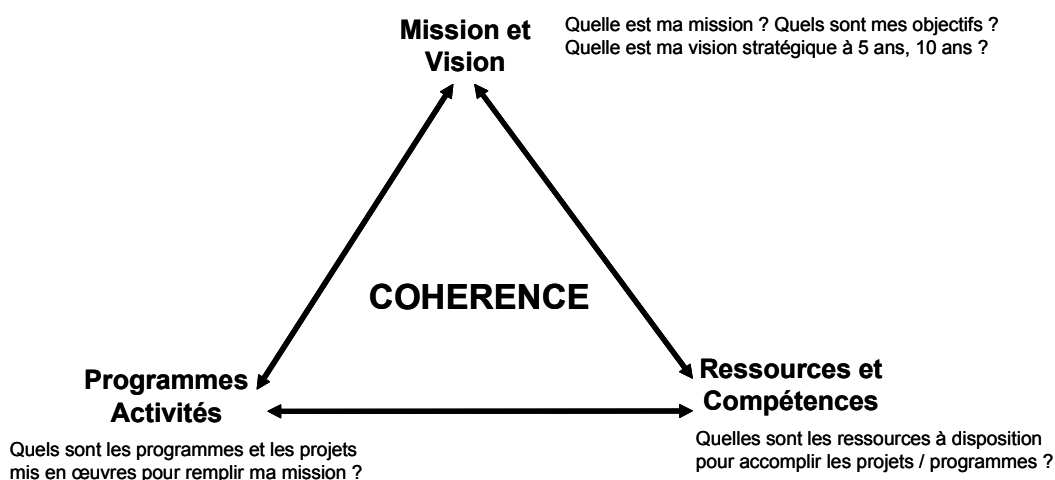 Mission et
Vision
Quelle est ma mission ? Quels sont mes objectifs ?
Quelle est ma vision stratégique à 5 ans, 10 ans ?
COHERENCE
Programmes
Activités
Quels sont les programmes et les projets
mis en œuvres pour remplir ma mission ?
Ressources et
Compétences
Quelles sont les ressources à disposition
pour accomplir les projets / programmes ?